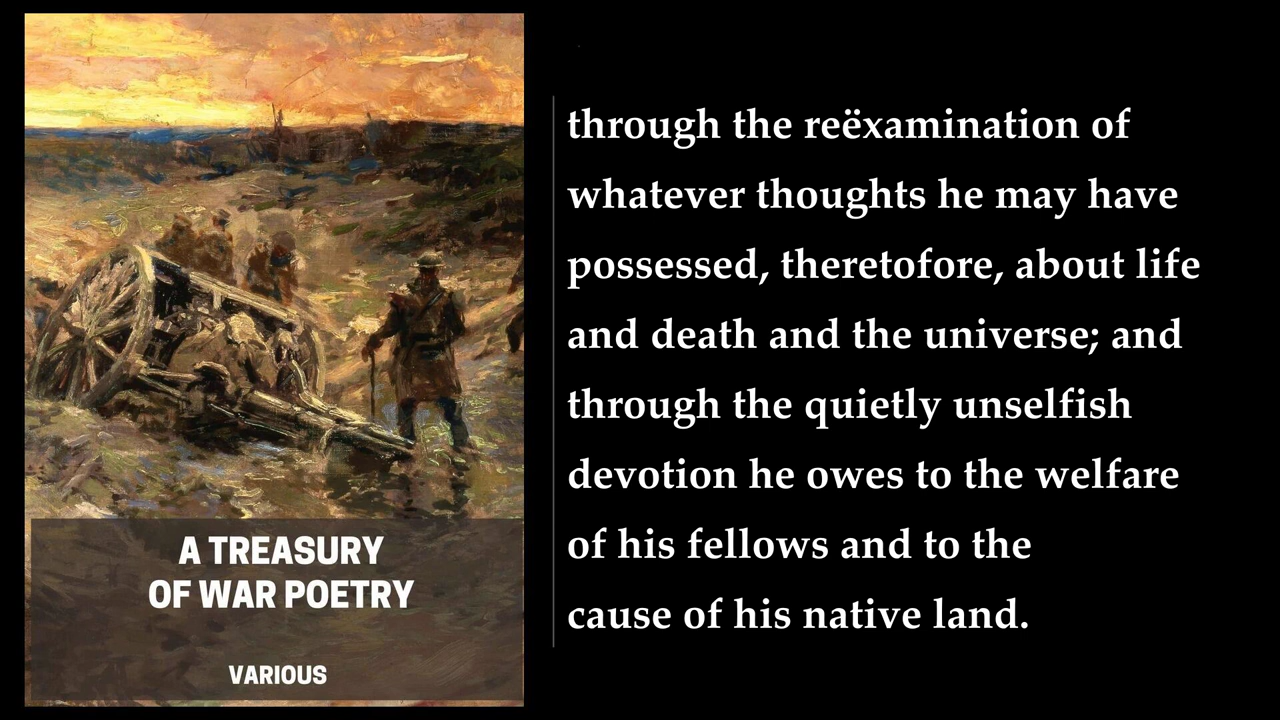 A TREASURY
OF WAR POETRY
VARIOUS
through the reëxamination of
whatever thoughts he may have
possessed, theretofore, about life
and death and the universe; and
through the quietly unselfish
devotion he owes to the welfare
of his fellows and to the
cause of his native land.